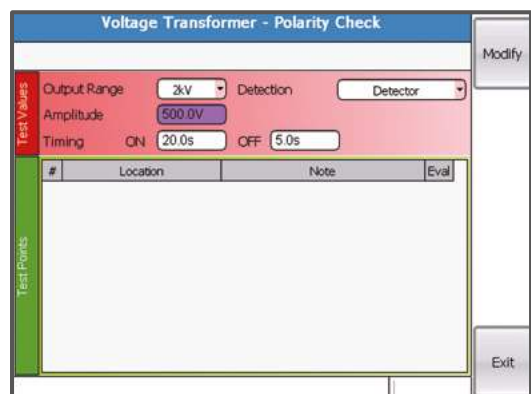 Voltage Transformer - Polarity Check
Modify
Test Values
Output Range 2kV Detection Detector
Amplitude 500.0V
Timing ON 20.0s OFF 5.0s
Test Points
# Location Note Eval
Exit